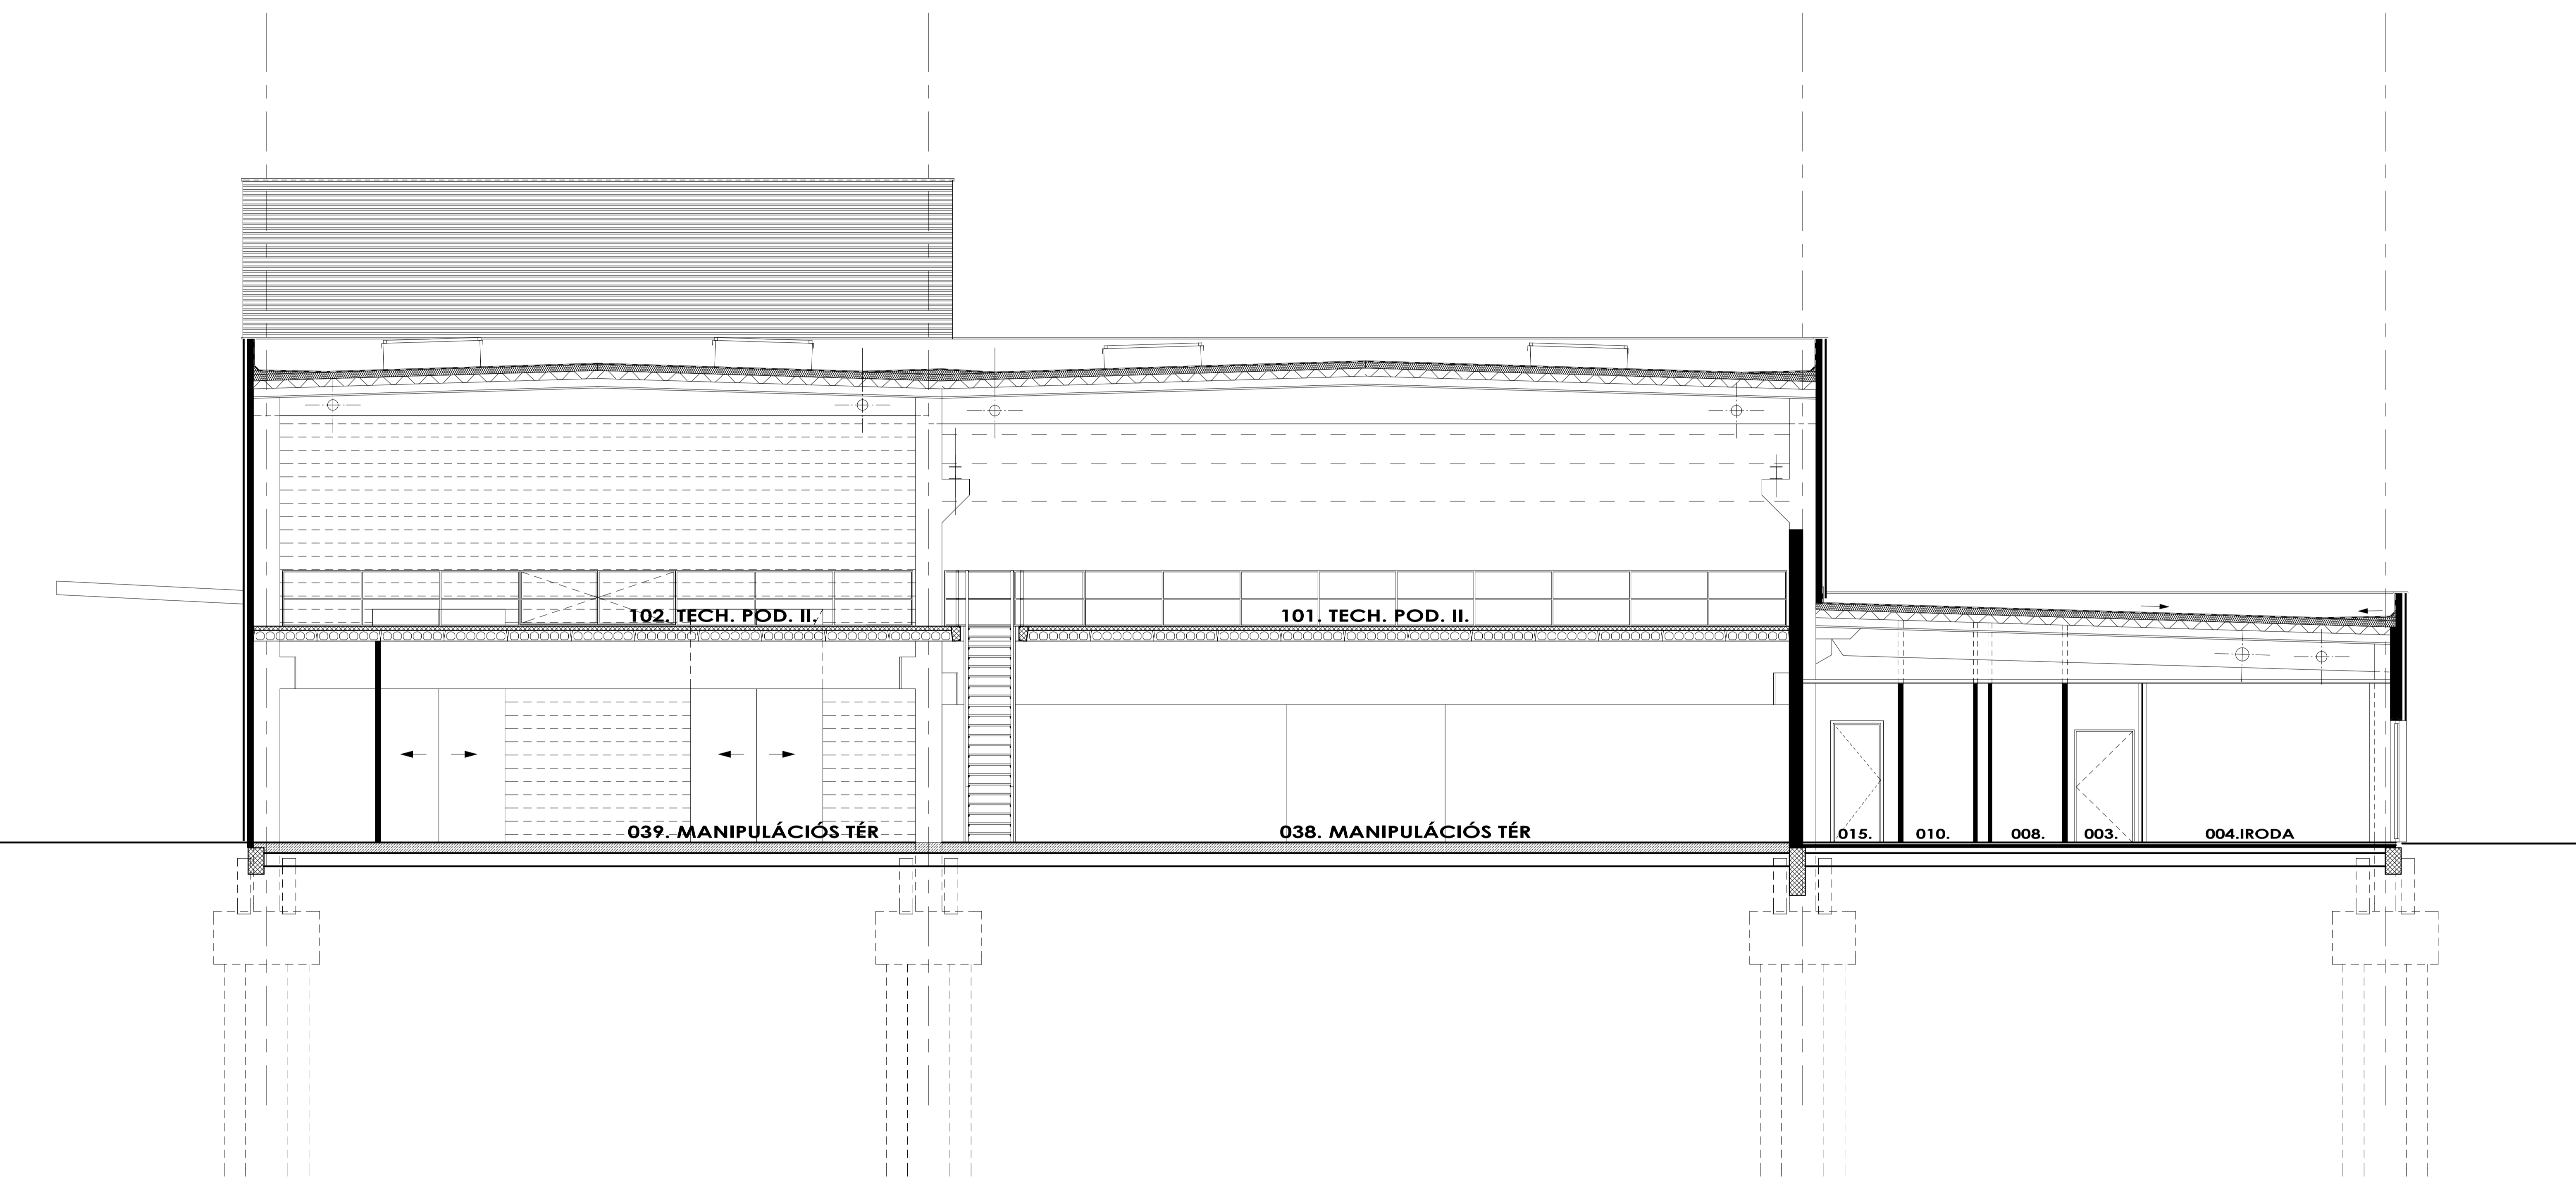 102. TECH. POD. II.
101. TECH. POD. II.
039. MANIPULÁCIÓS TÉR
038. MANIPULÁCIÓS TÉR
015.
010.
008.
003.
004.IRODA